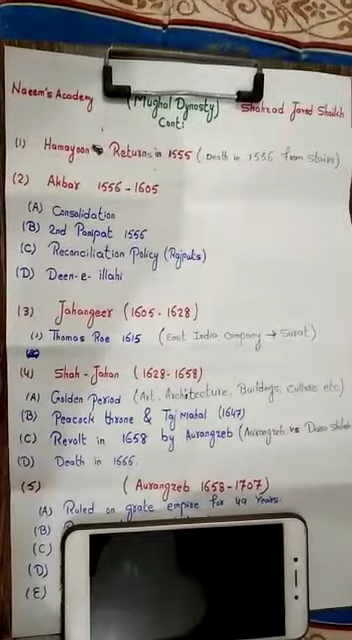 Naeem's Academy (Mughal Dynasty) Shahzad Javed Shaikh
Cont:
(1) Hamayoon Returns in 1555 (Death in 1556 from stairs)
(2) Akbar 1556-1605
(A) Consolidation
(B) 2nd Panipat 1556
(C) Reconciliation Policy (Rajputs)
(D) Deen-e-illahi
(3) Jahangeer (1605-1628)
(1) Thomas Roe 1615 (East India Company → Surat)
(4) Shah-Jahan (1628-1658)
(A) Golden Period (Art, Architecture, Buildings, culture etc)
(B) Peacock throne & Taj Mahal (1647)
(C) Revolt in 1658 by Aurangzeb (Aurangzeb vs Dara
(D) Death in 1666.
(5) (Aurangzeb 1658-1707)
(A) Ruled on grate empire for 49 years.
(B)
(C)
(D)
(E)